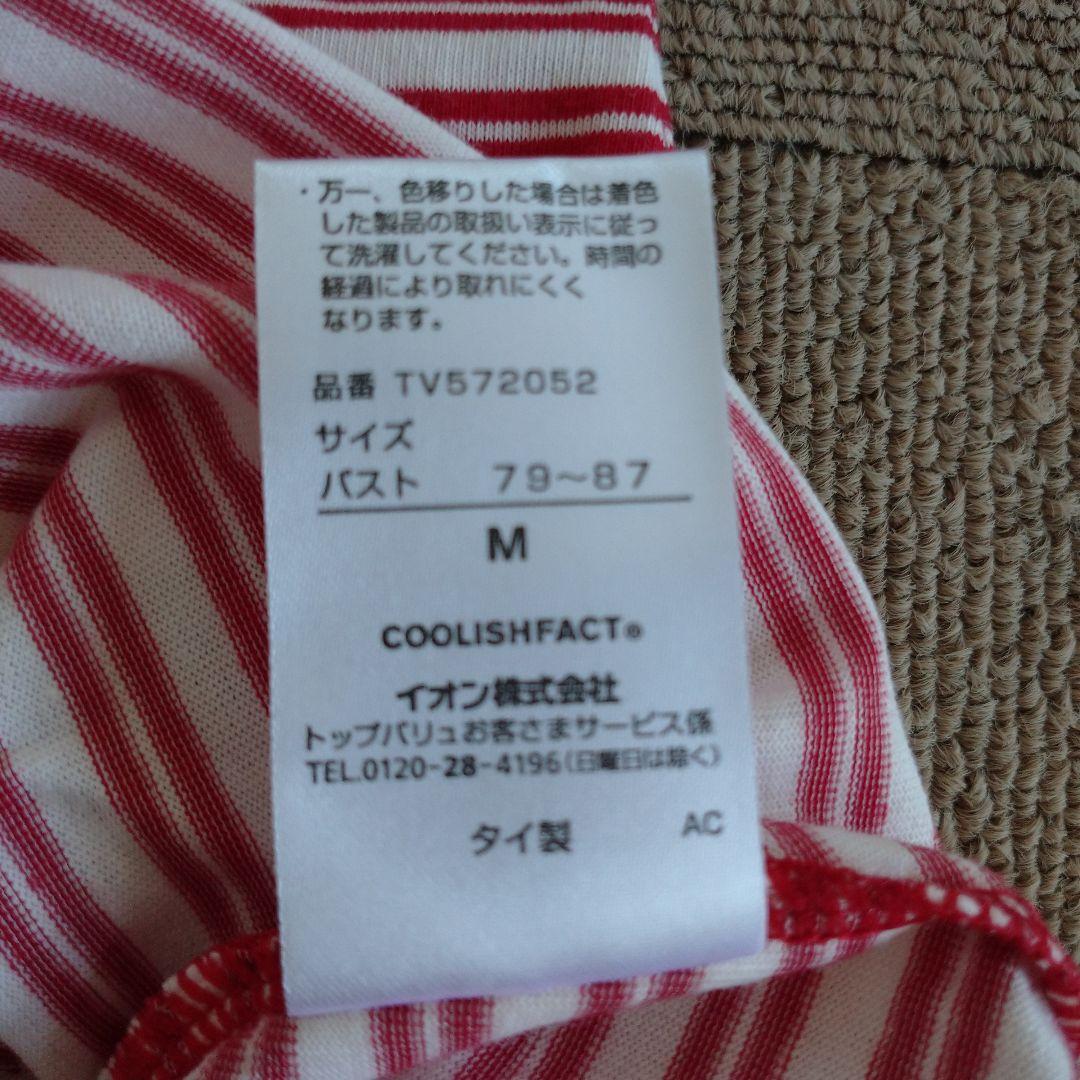 ・万一、色移りした場合は着色
した製品の取扱い表示に従っ
て洗濯してください。時間の
経過により取れにくく
なります。
品番 TV572052
サイズ
バスト 79～87
M
COOLISHFACT®
イオン株式会社
トップバリュお客さまサービス係
TEL.0120-28-4196(日曜日は除く)
タイ製 AC